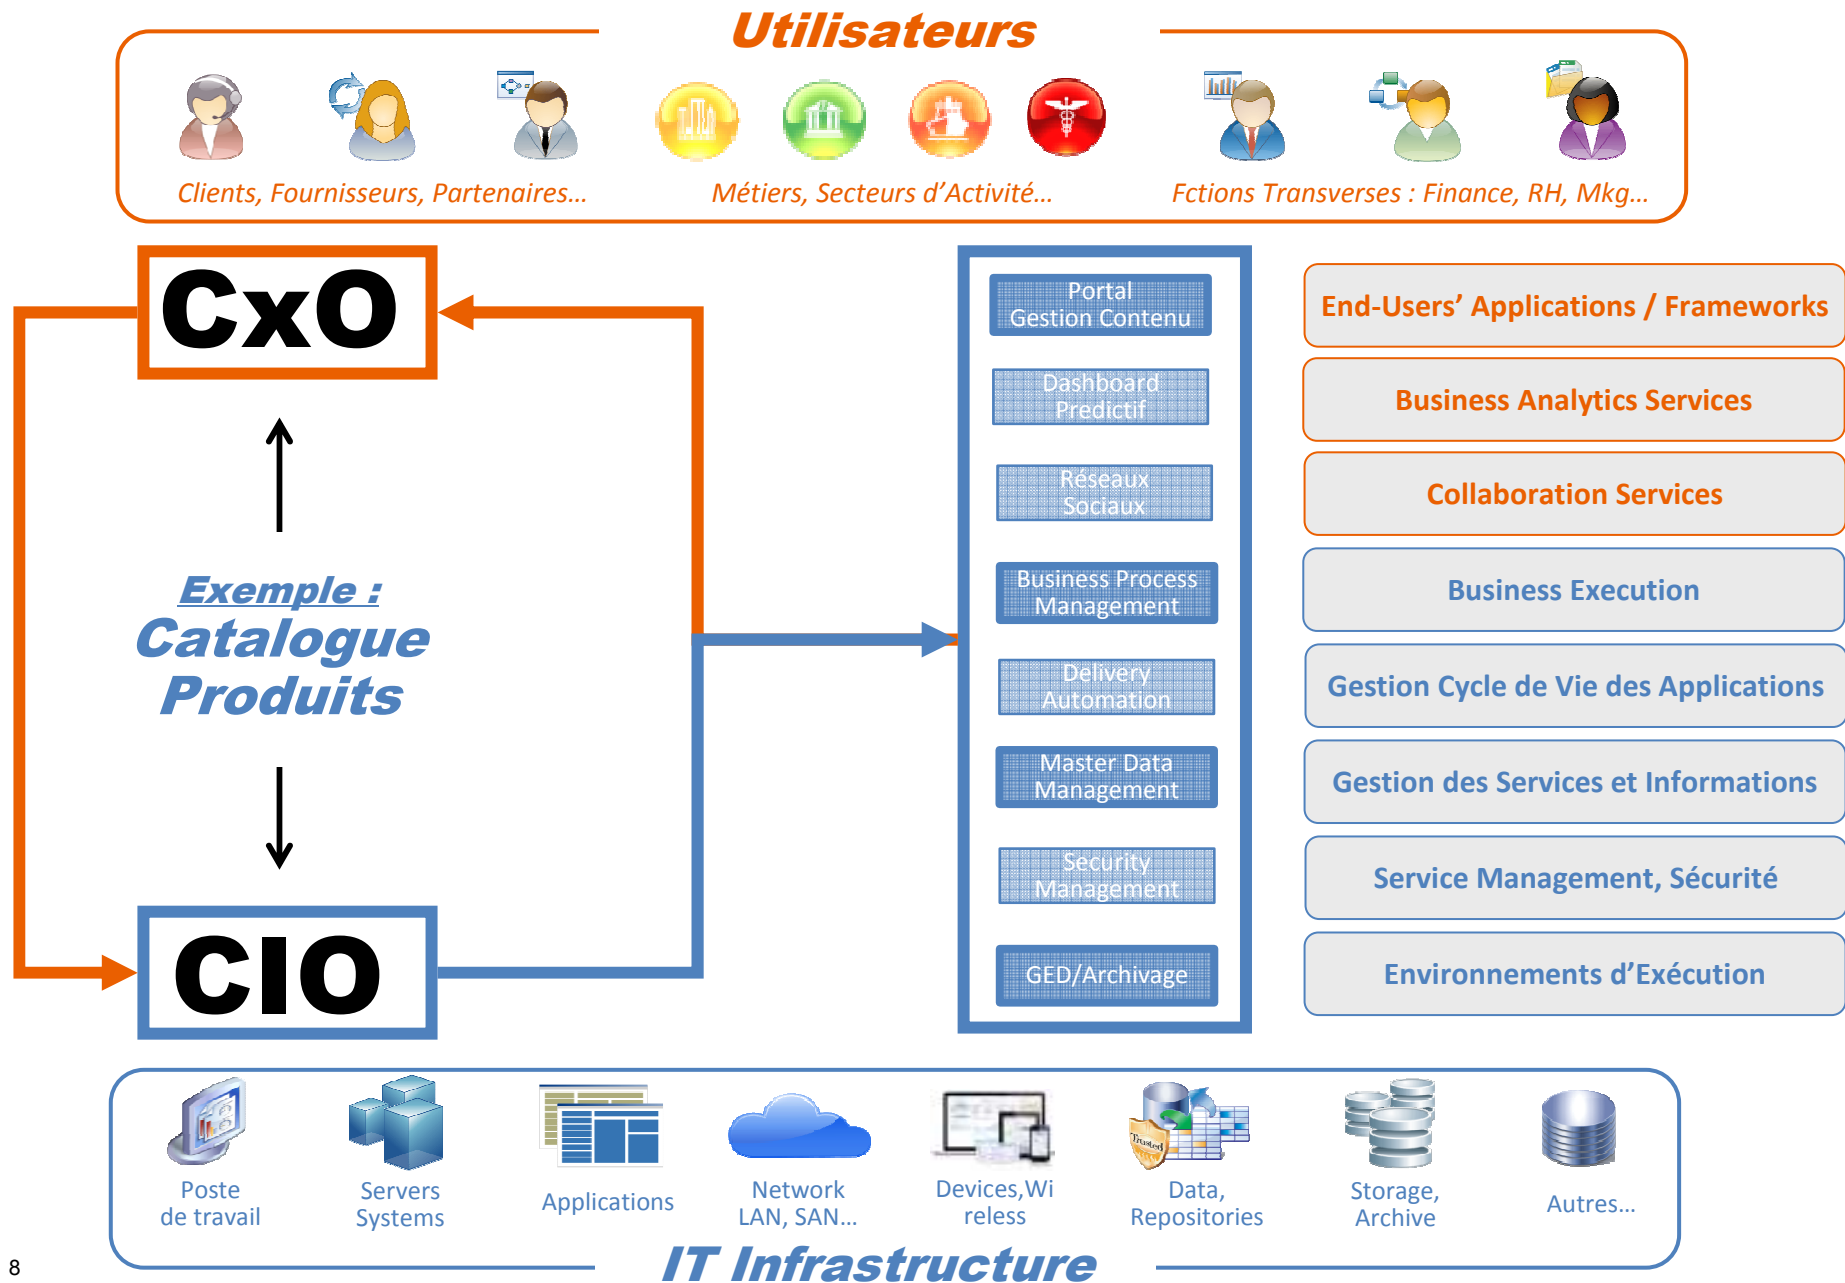 Utilisateurs
Clients, Fournisseurs, Partenaires...
Métiers, Secteurs d’Activité...
Fctions Transverses : Finance, RH, Mkg...
CxO
Exemple :
Catalogue
Produits
CIO
Portal
Gestion Contenu
Dashboard
Predictif
Réseaux
Sociaux
Business Process
Management
Delivery
Automation
Master Data
Management
Security
Management
GED/Archivage
End-Users’ Applications / Frameworks
Business Analytics Services
Collaboration Services
Business Execution
Gestion Cycle de Vie des Applications
Gestion des Services et Informations
Service Management, Sécurité
Environnements d’Exécution
Trusted
Poste
de travail
Servers
Systems
Applications
Network
LAN, SAN...
Devices,Wi
reless
Data,
Repositories
Storage,
Archive
Autres...
IT Infrastructure
8